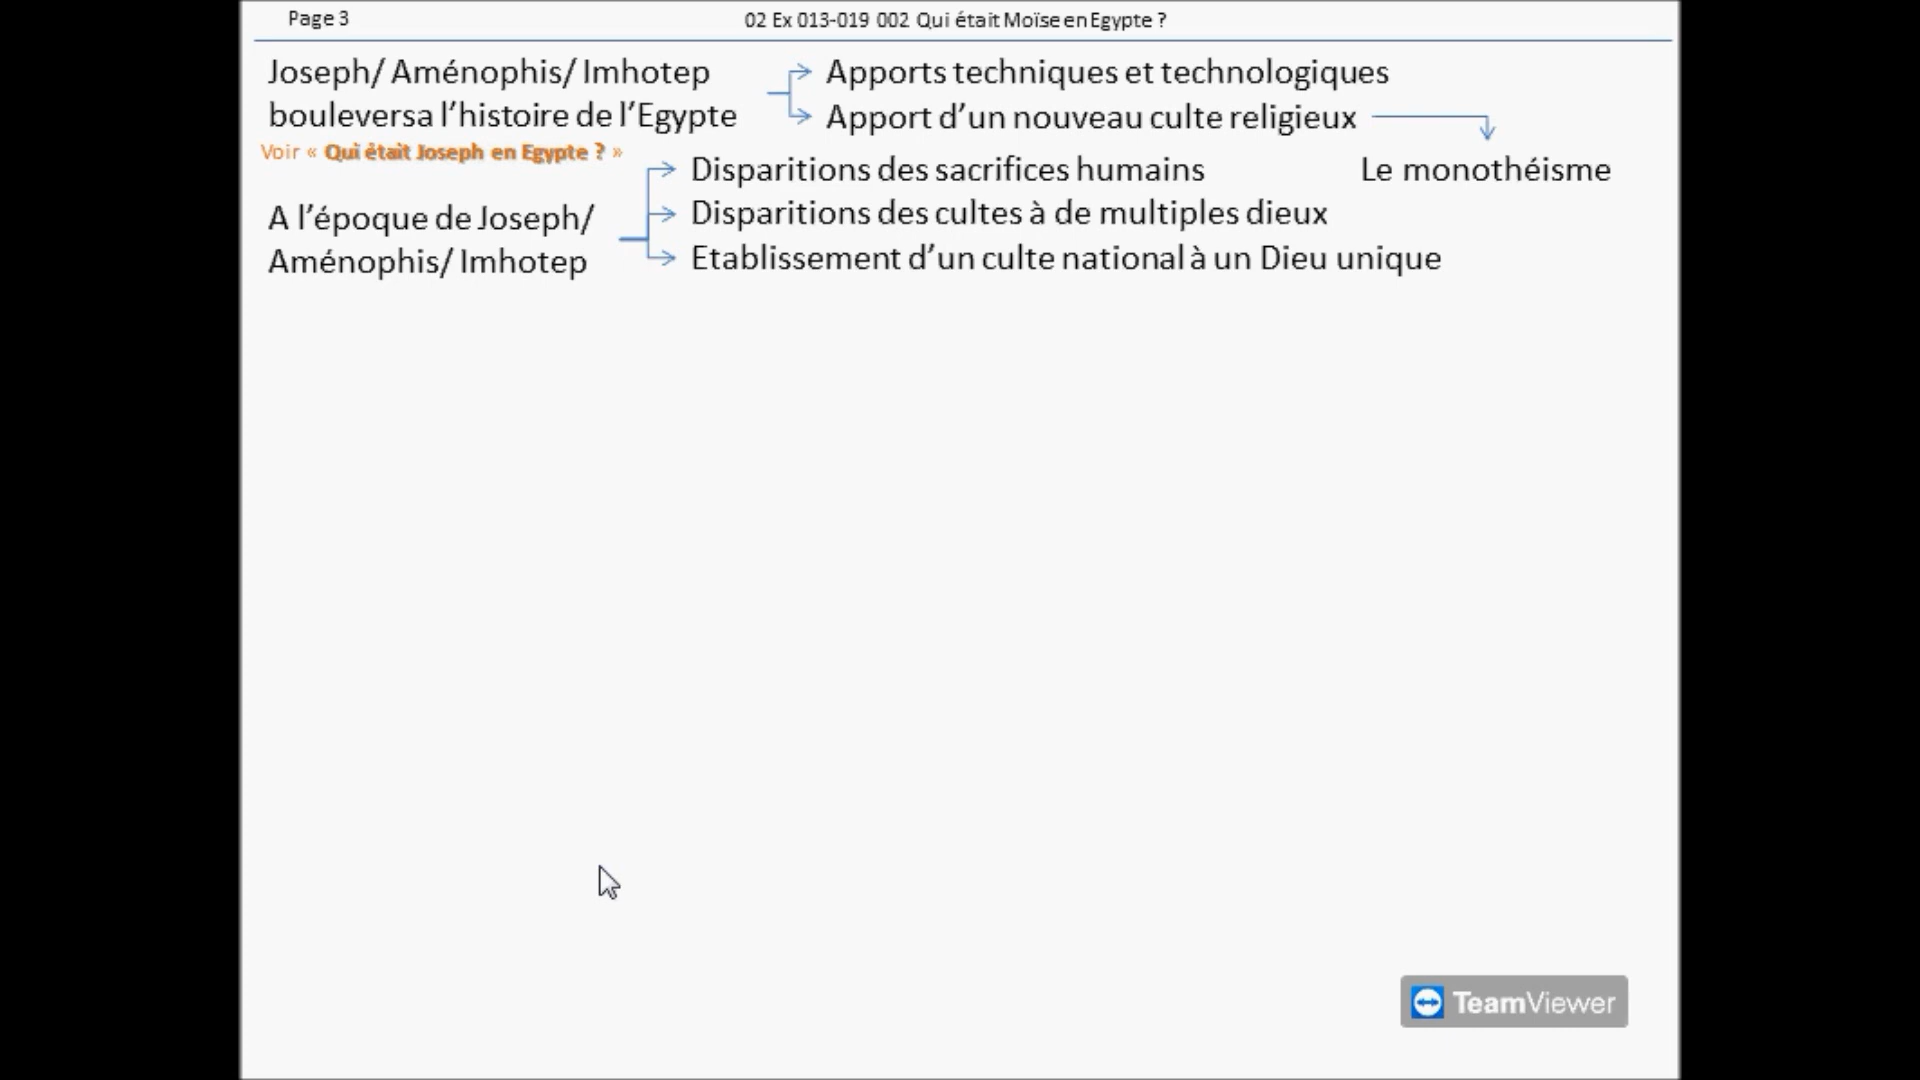 Page 3
02 Ex 013-019 002 Qui était Moïse en Egypte ?
Joseph/ Aménophis/ Imhotep
bouleversa l’histoire de l’Egypte
Apports techniques et technologiques
Apport d’un nouveau culte religieux
Le monothéisme
Voir « Qui était Joseph en Egypte ? »
A l’époque de Joseph/
Aménophis/ Imhotep
Disparitions des sacrifices humains
Disparitions des cultes à de multiples dieux
Etablissement d’un culte national à un Dieu unique
TeamViewer